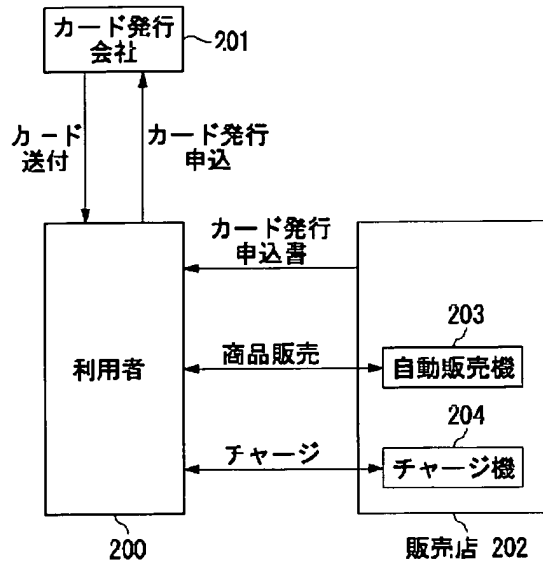 カード発行
会社
201
カード
送付
カード発行
申込
カード発行
申込書
利用者
商品販売
203
自動販売機
204
チャージ
チャージ機
200
販売店 202